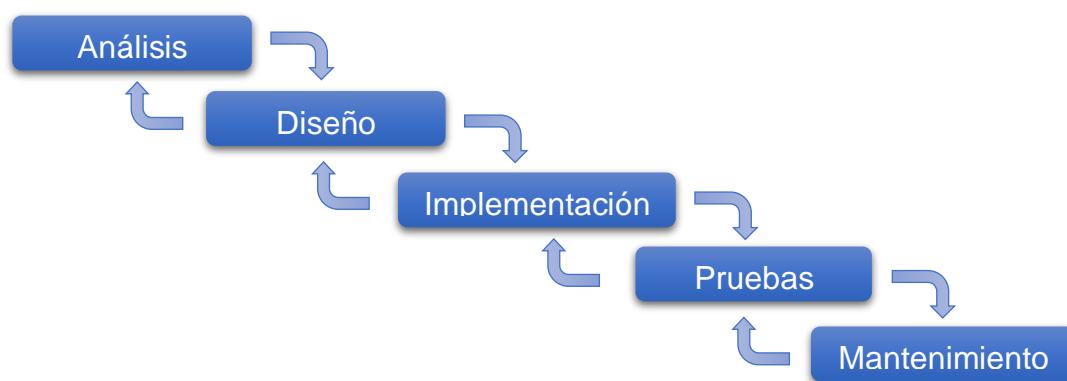 Análisis
Diseño
Implementación
Pruebas
Mantenimiento